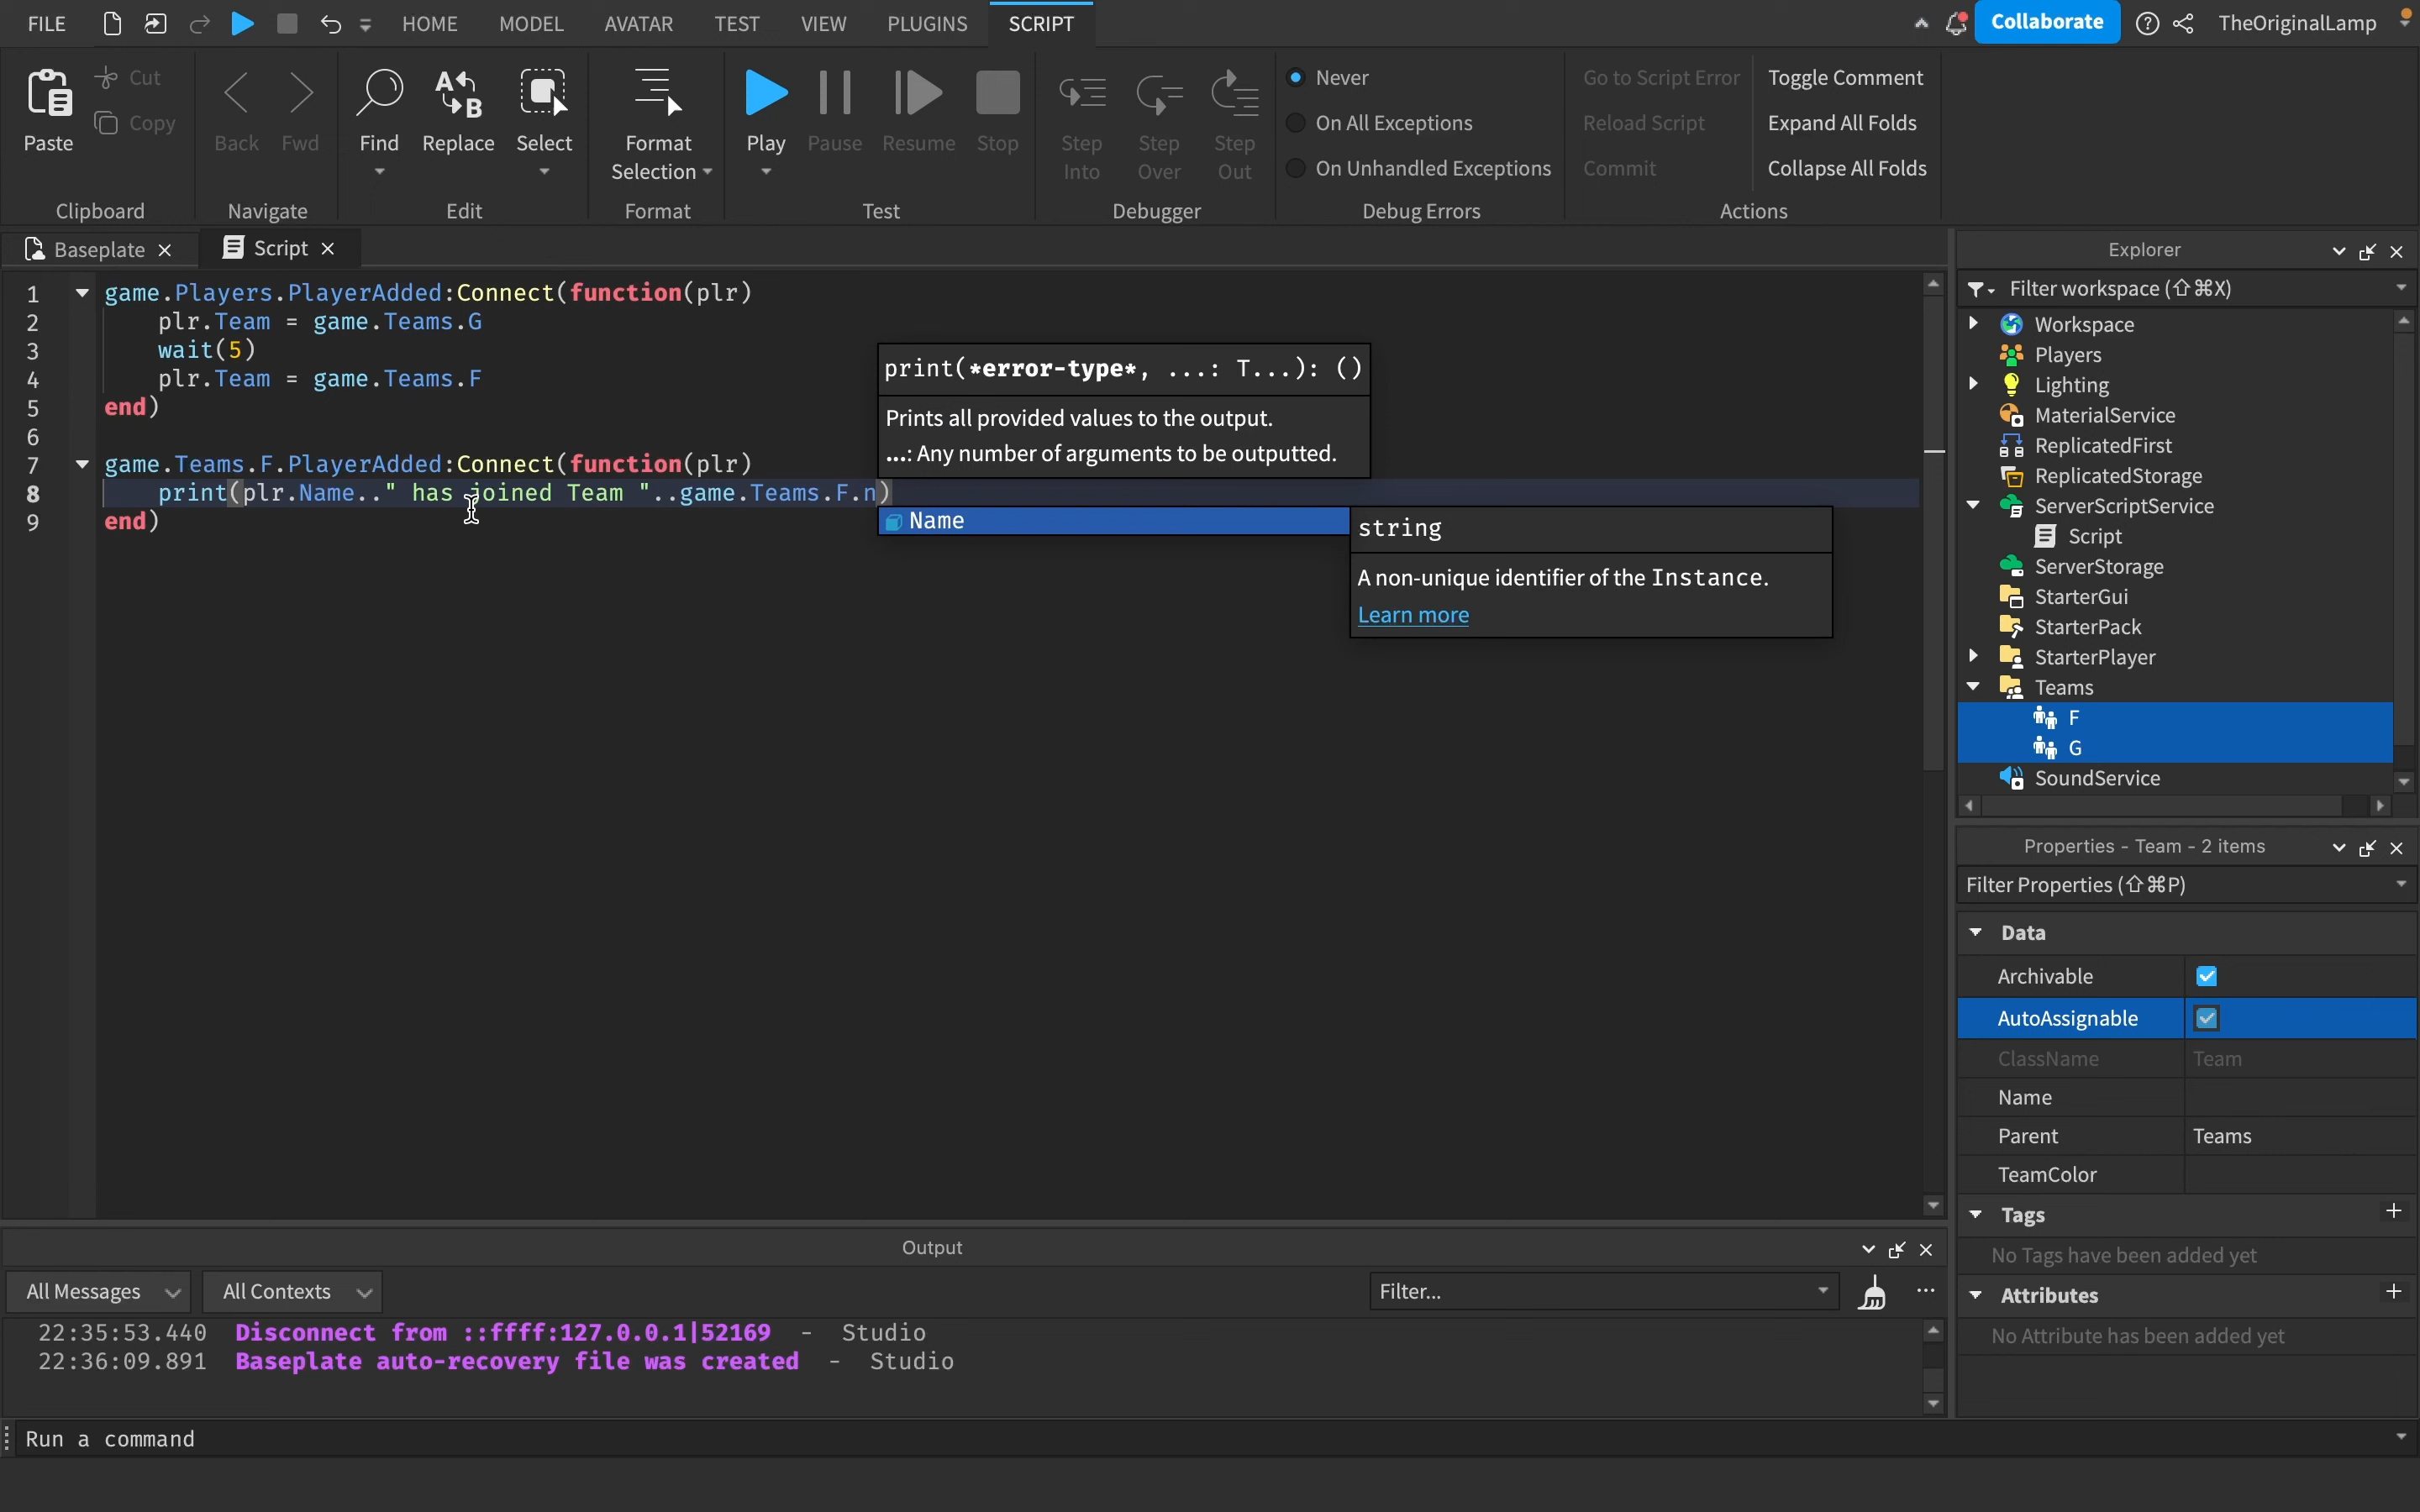 FILE HOME MODEL AVATAR TEST VIEW PLUGINS SCRIPT Collaborate TheOriginalLamp
Paste Cut Copy
Clipboard
Back Fwd
Navigate
Find Replace Select
Edit
Format Selection
Format
Play Pause Resume Stop
Test
Step Into Step Over Step Out
Debugger
Never
On All Exceptions
On Unhandled Exceptions
Debug Errors
Go to Script Error
Reload Script
Commit
Toggle Comment
Expand All Folds
Collapse All Folds
Actions
Baseplate Script
1 game.Players.PlayerAdded:Connect(function(plr)
2 plr.Team = game.Teams.G
3 wait(5)
4 plr.Team = game.Teams.F
5 end)
6
7 game.Teams.F.PlayerAdded:Connect(function(plr)
8 print(plr.Name.." has joined Team "..game.Teams.F.n)
9 end)
print(*error-type*, ...: T...): ()
Prints all provided values to the output.
...: Any number of arguments to be outputted.
Name
string
A non-unique identifier of the Instance.
Learn more
Explorer
Filter workspace (⇧⌘X)
Workspace
Players
Lighting
MaterialService
ReplicatedFirst
ReplicatedStorage
ServerScriptService
Script
ServerStorage
StarterGui
StarterPack
StarterPlayer
Teams
F
G
SoundService
Properties - Team - 2 items
Filter Properties (⇧⌘P)
Data
Archivable
AutoAssignable
ClassName Team
Name
Parent Teams
TeamColor
Tags
No Tags have been added yet
Attributes
No Attribute has been added yet
Output
All Messages All Contexts Filter...
22:35:53.440 Disconnect from ::ffff:127.0.0.1|52169 - Studio
22:36:09.891 Baseplate auto-recovery file was created - Studio
Run a command